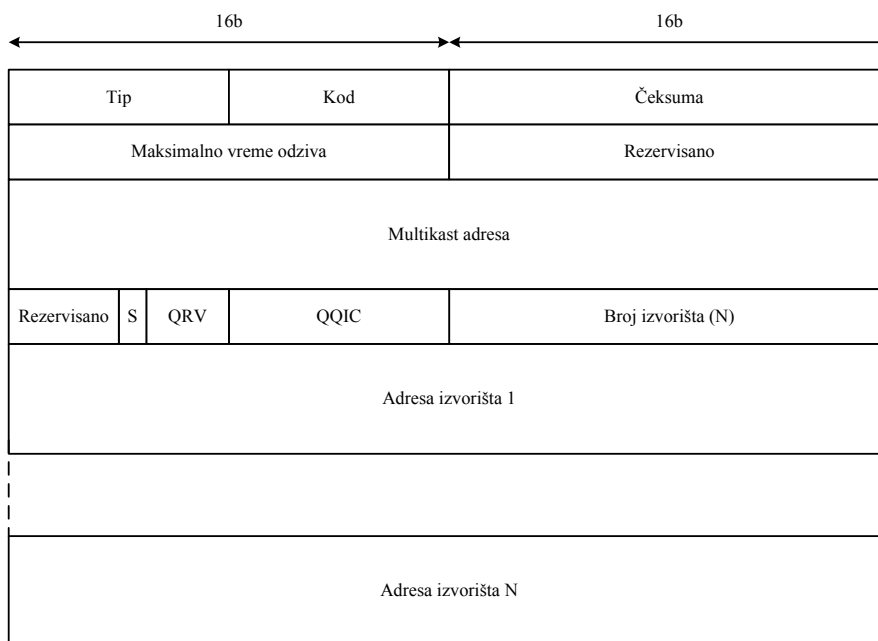 16b 16b
Tip Kod Čeksuma
Maksimalno vreme odziva Rezervisano
Multikast adresa
Rezervisano S QRV QQIC Broj izvorišta (N)
Adresa izvorišta 1
Adresa izvorišta N